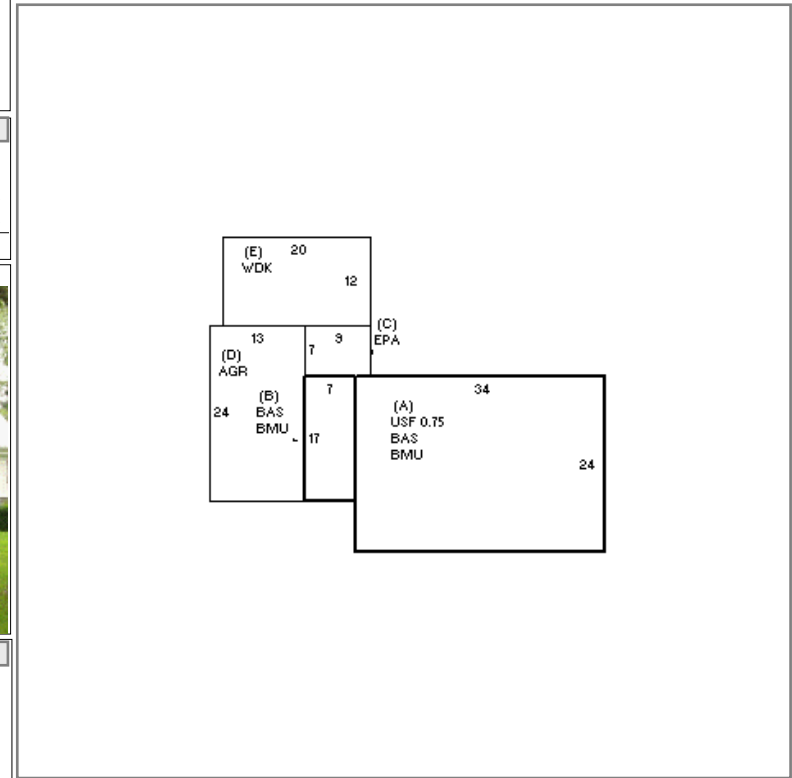 (E) 20
WDK
12
(C)
EPA
13
9
7
(D)
AGR
(B)
BAS
BMU
24
7
17
34
(A)
USF 0.75
BAS
BMU
24